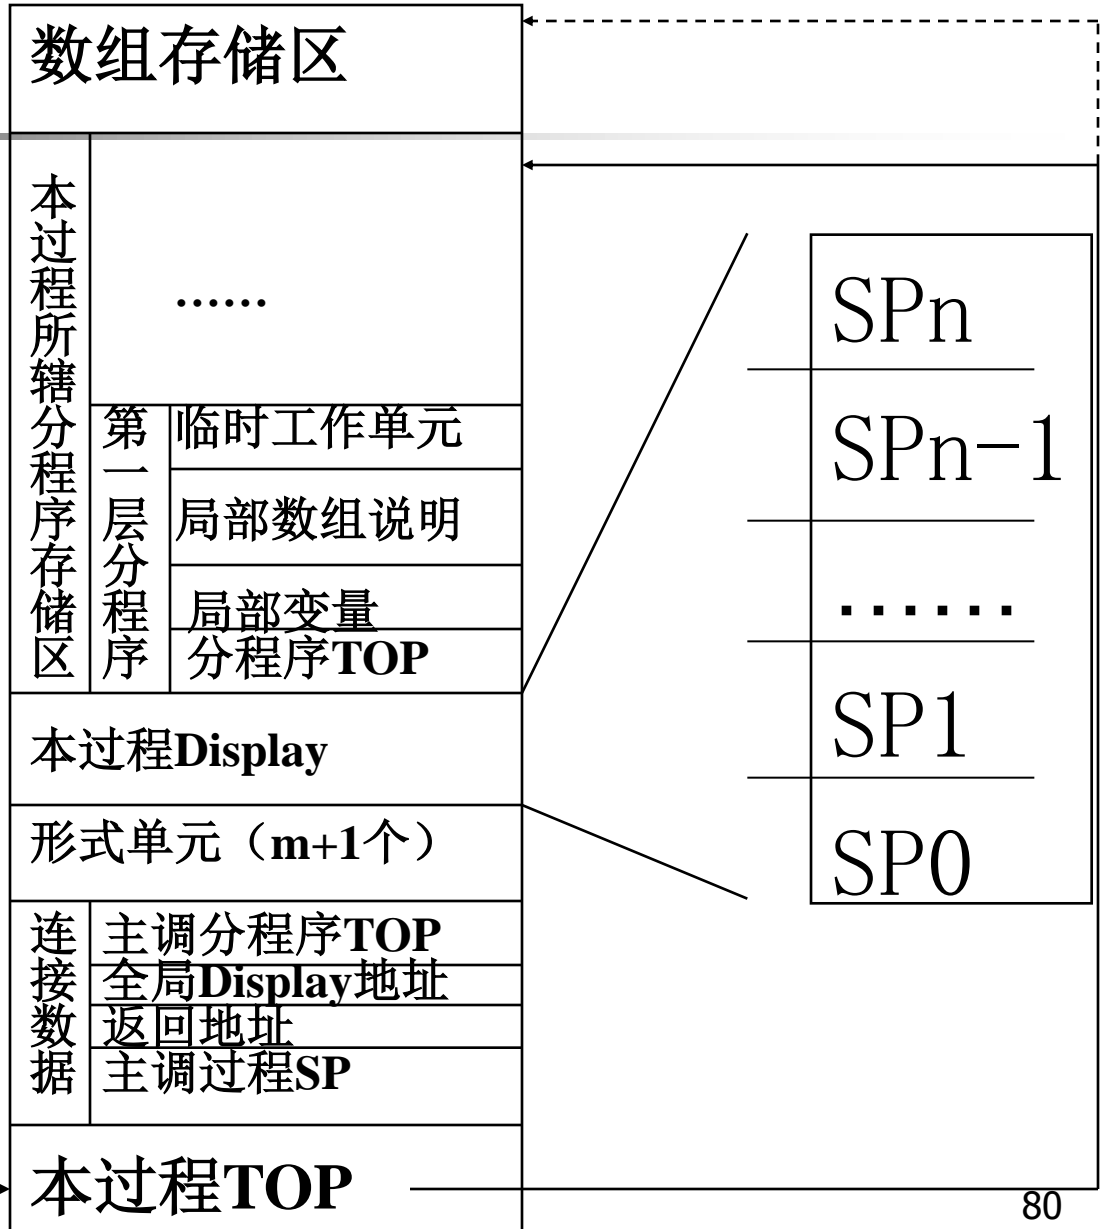 数组存储区
本过程所辖分程序存储区
……
第一层分程序
临时工作单元
局部数组说明
局部变量
分程序TOP
本过程Display
形式单元（m+1个）
连接数据
主调分程序TOP
全局Display地址
返回地址
主调过程SP
本过程TOP
SPn
SPn-1
……
SP1
SP0
80